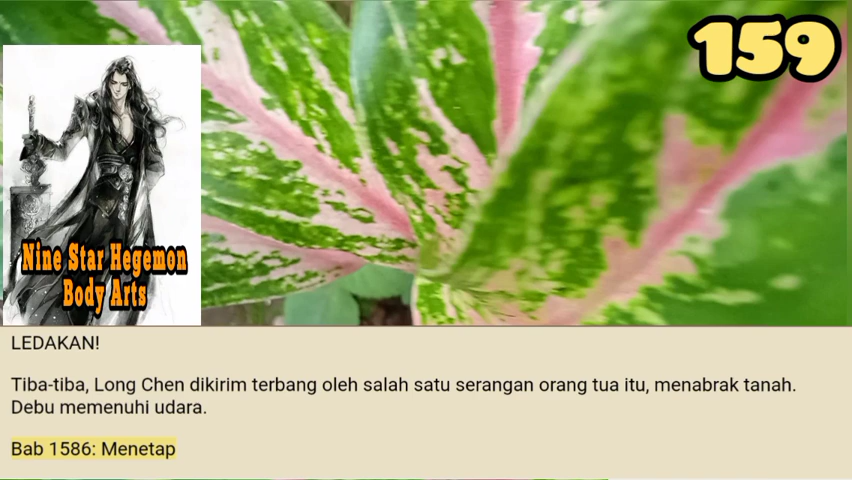 159
Nine Star Hegemon
Body Arts
LEDAKAN!
Tiba-tiba, Long Chen dikirim terbang oleh salah satu serangan orang tua itu, menabrak tanah.
Debu memenuhi udara.
Bab 1586: Menetap